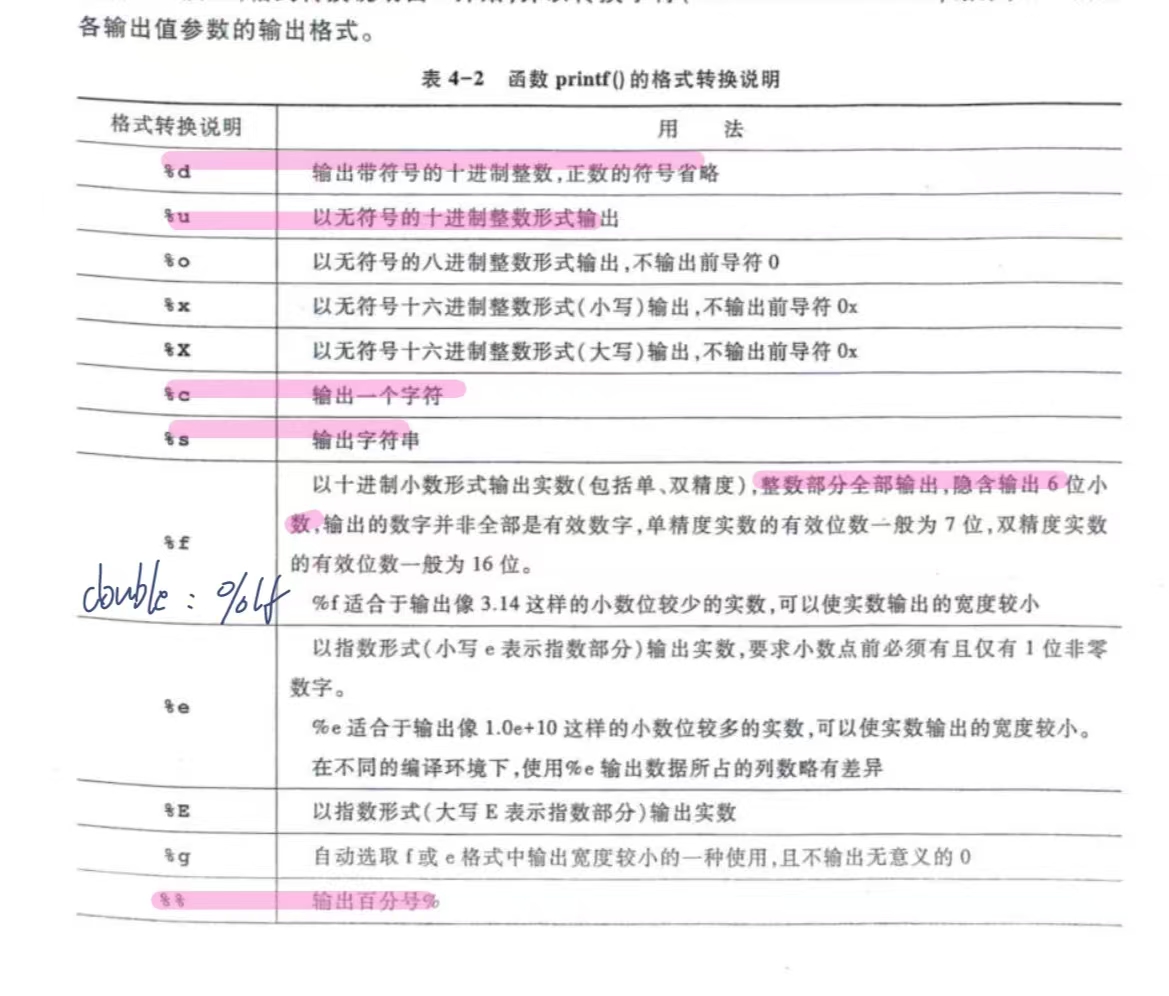 各输出值参数的输出格式。
表 4-2 函数 printf()的格式转换说明
格式转换说明 用 法
%d 输出带符号的十进制整数,正数的符号省略
%u 以无符号的十进制整数形式输出
%o 以无符号的八进制整数形式输出,不输出前导符 0
%x 以无符号十六进制整数形式(小写)输出,不输出前导符 0x
%X 以无符号十六进制整数形式(大写)输出,不输出前导符 0x
%c 输出一个字符
%s 输出字符串
以十进制小数形式输出实数(包括单、双精度),整数部分全部输出,隐含输出 6 位小
数,输出的数字并非全部是有效数字,单精度实数的有效位数一般为 7 位,双精度实数
%f
的有效位数一般为 16 位。
double : %lf
%f 适合于输出像 3.14 这样的小数位较少的实数,可以使实数输出的宽度较小
以指数形式(小写 e 表示指数部分)输出实数,要求小数点前必须有且仅有 1 位非零
数字。
%e
%e 适合于输出像 1.0e+10 这样的小数位较多的实数,可以使实数输出的宽度较小。
在不同的编译环境下,使用%e 输出数据所占的列数略有差异
%E 以指数形式(大写 E 表示指数部分)输出实数
%g 自动选取 f 或 e 格式中输出宽度较小的一种使用,且不输出无意义的 0
%% 输出百分号%